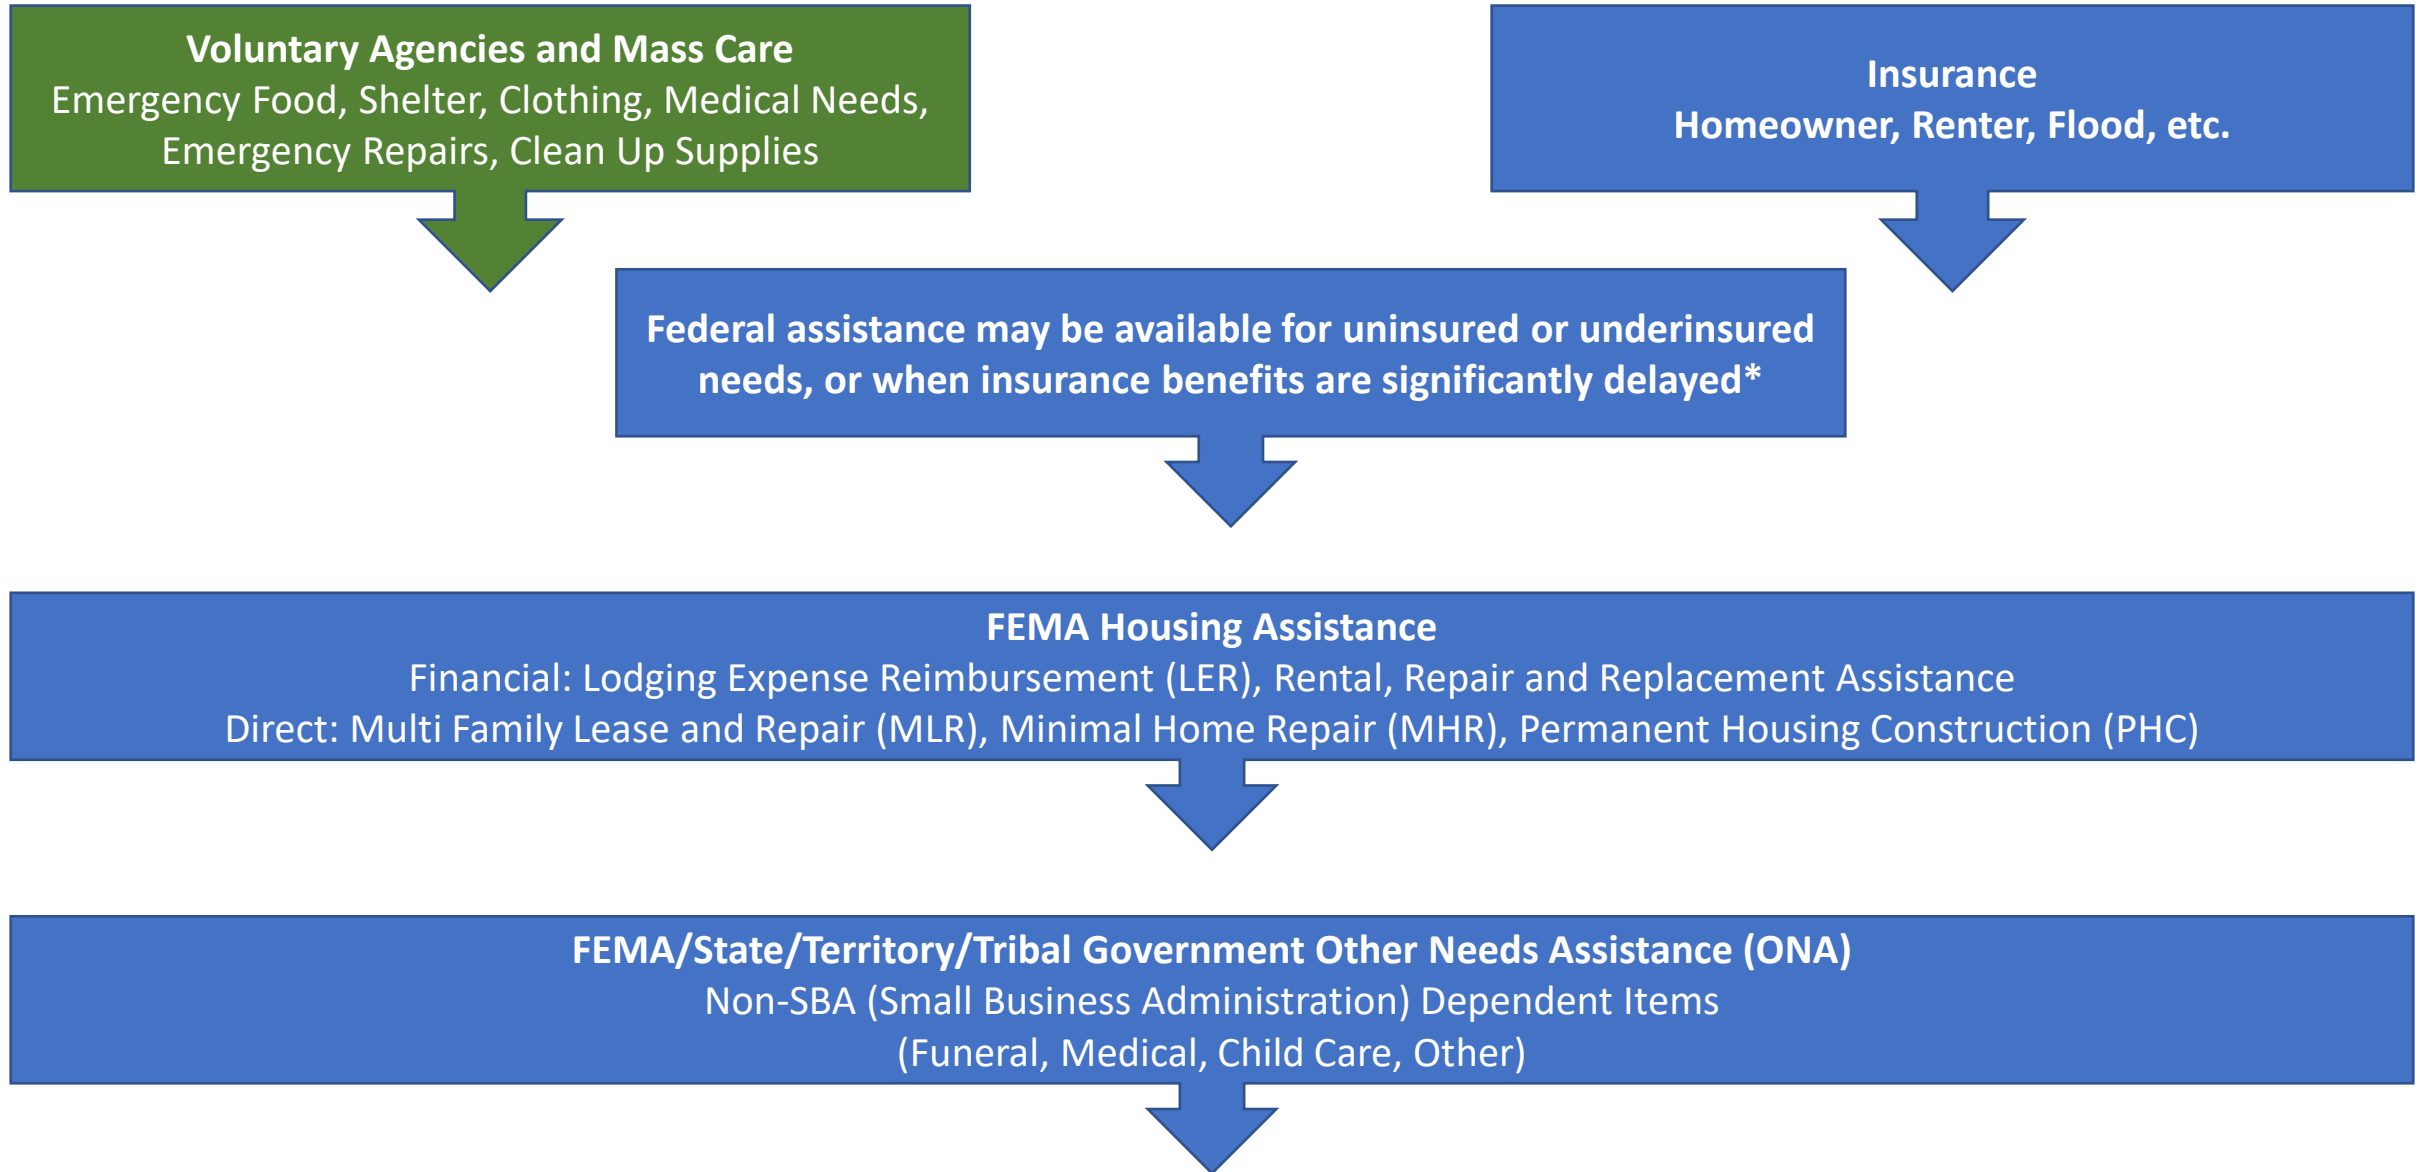 Voluntary Agencies and Mass Care
Emergency Food, Shelter, Clothing, Medical Needs,
Emergency Repairs, Clean Up Supplies
Insurance
Homeowner, Renter, Flood, etc.
Federal assistance may be available for uninsured or underinsured
needs, or when insurance benefits are significantly delayed*
FEMA Housing Assistance
Financial: Lodging Expense Reimbursement (LER), Rental, Repair and Replacement Assistance
Direct: Multi Family Lease and Repair (MLR), Minimal Home Repair (MHR), Permanent Housing Construction (PHC)
FEMA/State/Territory/Tribal Government Other Needs Assistance (ONA)
Non-SBA (Small Business Administration) Dependent Items
(Funeral, Medical, Child Care, Other)